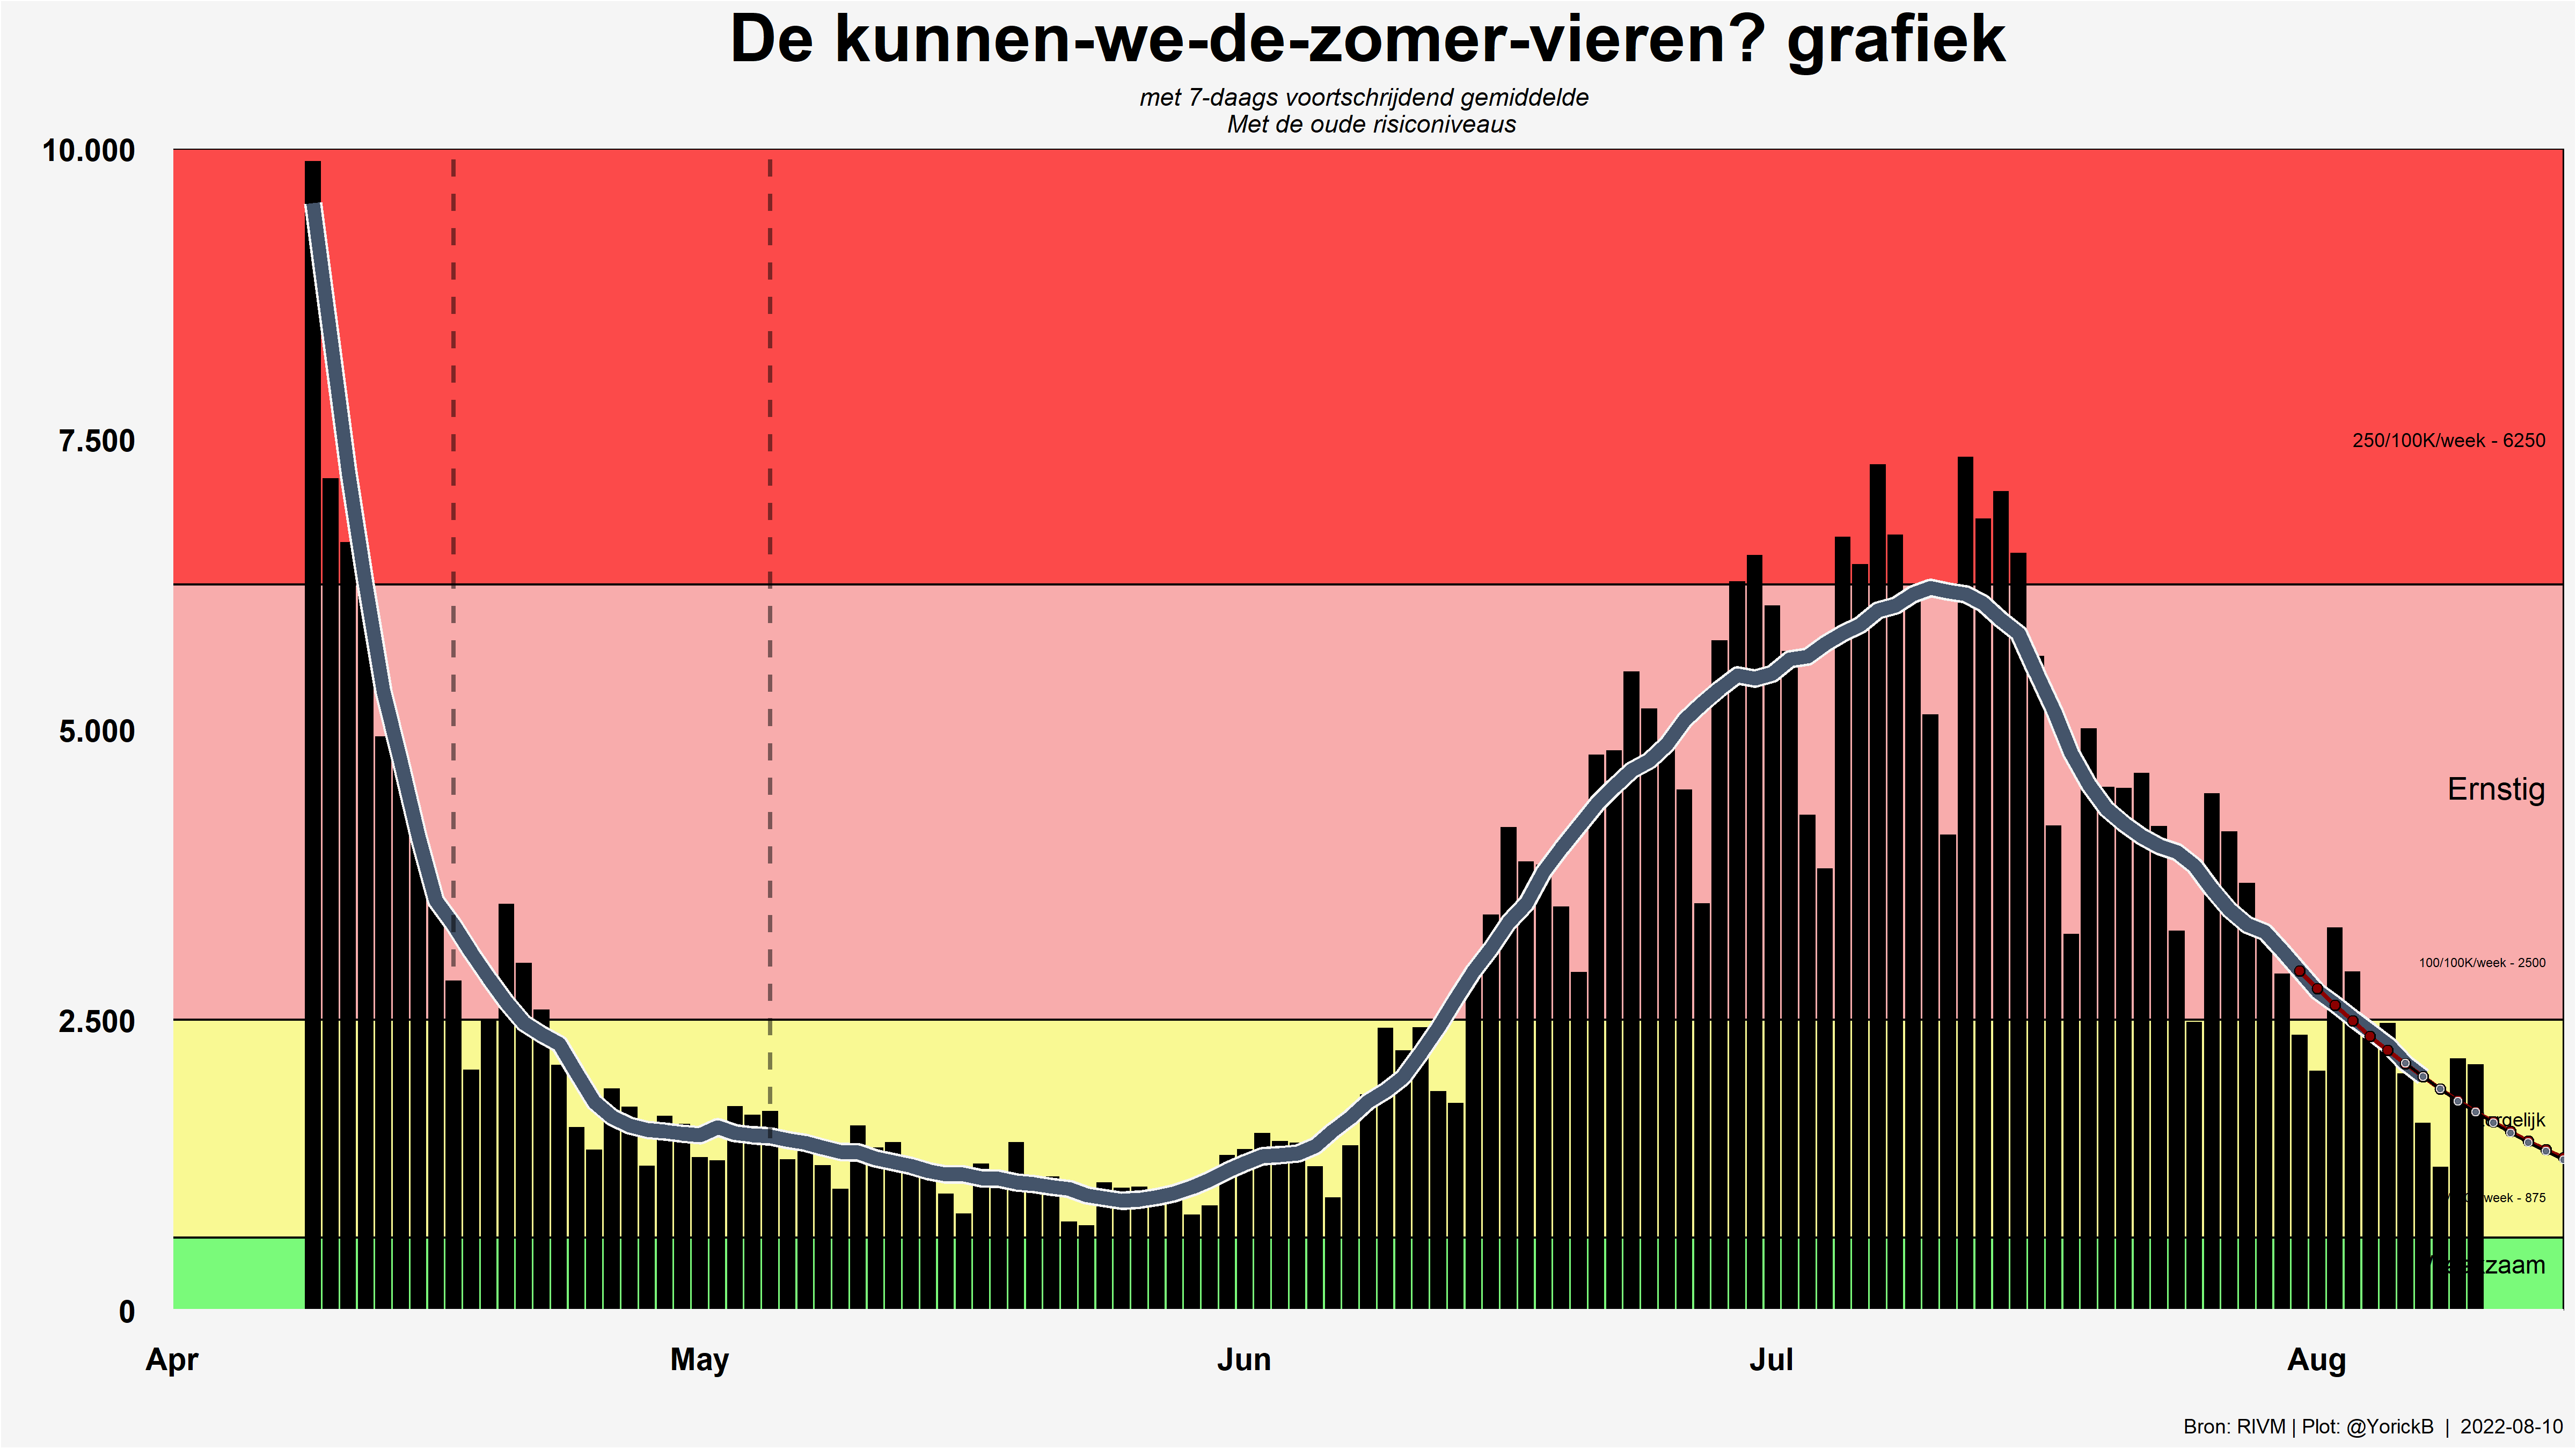 De kunnen-we-de-zomer-vieren? grafiek
met 7-daags voortschrijdend gemiddelde
Met de oude risiconiveaus
10.000
7.500
250/100K/week - 6250
5.000
Ernstig
100/100K/week - 2500
2.500
week - 875
0
Apr May Jun Jul Aug
Bron: RIVM | Plot: @YorickB | 2022-08-10